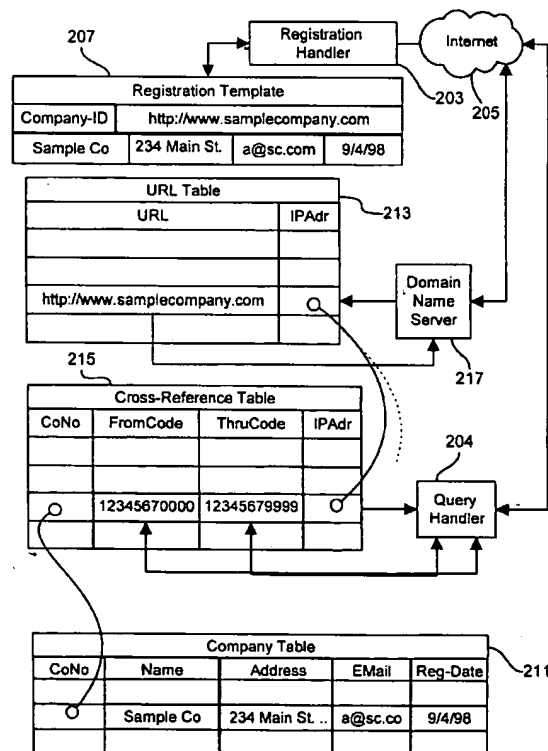 207
Registration
Handler
Internet
203
205
Registration Template
Company-ID http://www.samplecompany.com
Sample Co 234 Main St. a@sc.com 9/4/98
URL Table
213
URL IPAdr
http://www.samplecompany.com
Domain
Name
Server
217
215
Cross-Reference Table
CoNo FromCode ThruCode IPAdr
204
12345670000 12345679999
Query
Handler
Company Table
211
CoNo Name Address EMail Reg-Date
Sample Co 234 Main St. .. a@sc.co 9/4/98